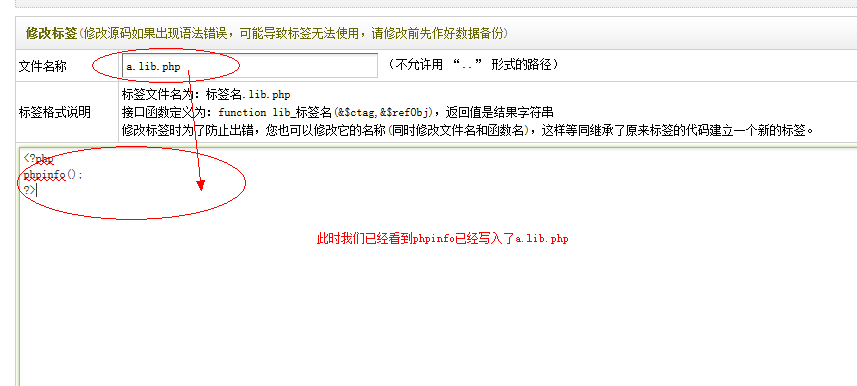 修改标签(修改源码如果出现语法错误，可能导致标签无法使用，请修改前先作好数据备份)
文件名称 a.lib.php （不允许用 “..” 形式的路径）
标签格式说明
标签文件名为：标签名.lib.php
接口函数定义为：function lib_标签名(&$ctag,&$refObj)，返回值是结果字符串
修改标签时为了防止出错，您也可以修改它的名称(同时修改文件名和函数名)，这样等同继承了原来标签的代码建立一个新的标签。
<?php
phpinfo();
?>
此时我们已经看到phpinfo已经写入了a.lib.php